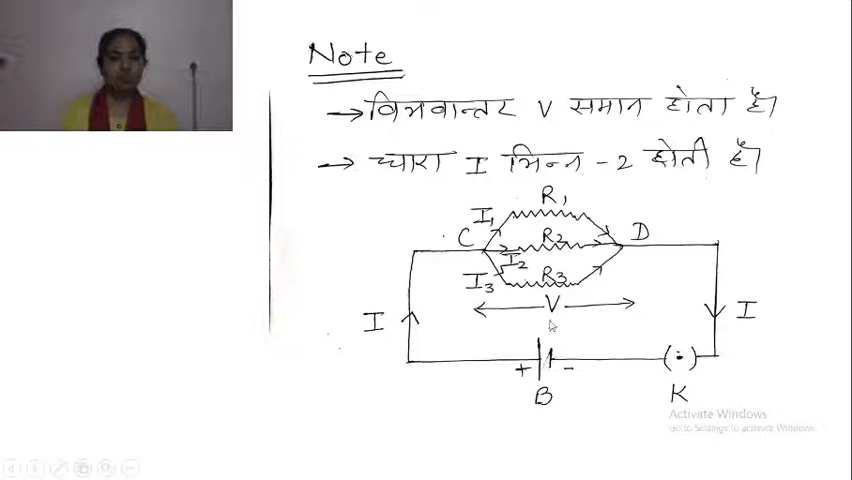 Note
→ विभवान्तर V समान होता है।
→ धारा I भिन्न-2 होती है।
R1
I1
C R2 D
I2
I3 R3
V
I I
+ -
B K
Activate Windows
Go to Settings to activate Windows.